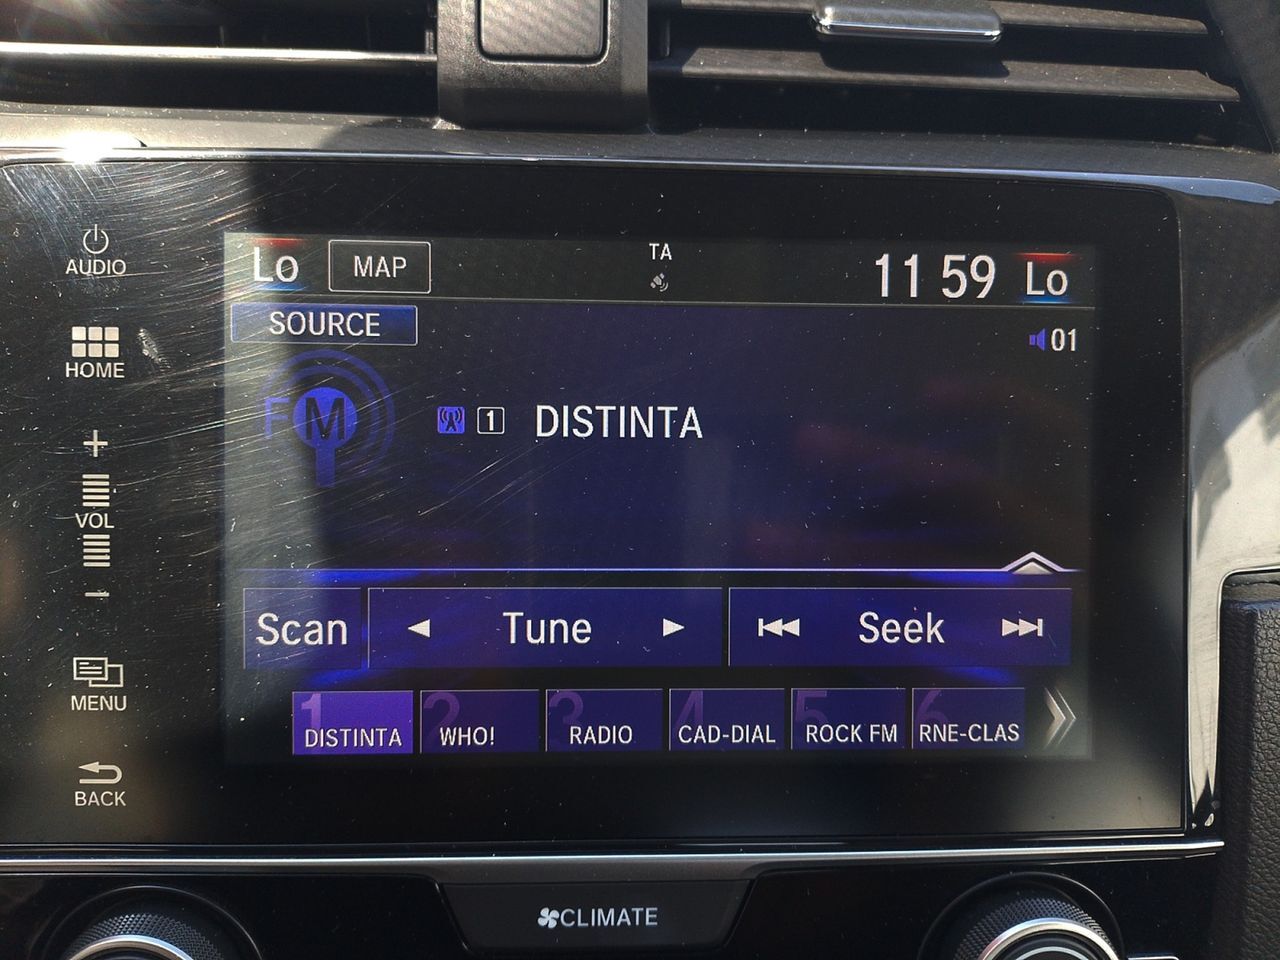 AUDIO
HOME
+
VOL
-
MENU
BACK
Lo MAP TA 11 59 Lo
SOURCE
01
FM
1 DISTINTA
Scan ◄ Tune ► Seek
1 DISTINTA
2 WHO!
3 RADIO
4 CAD-DIAL
5 ROCK FM
6 RNE-CLAS
CLIMATE